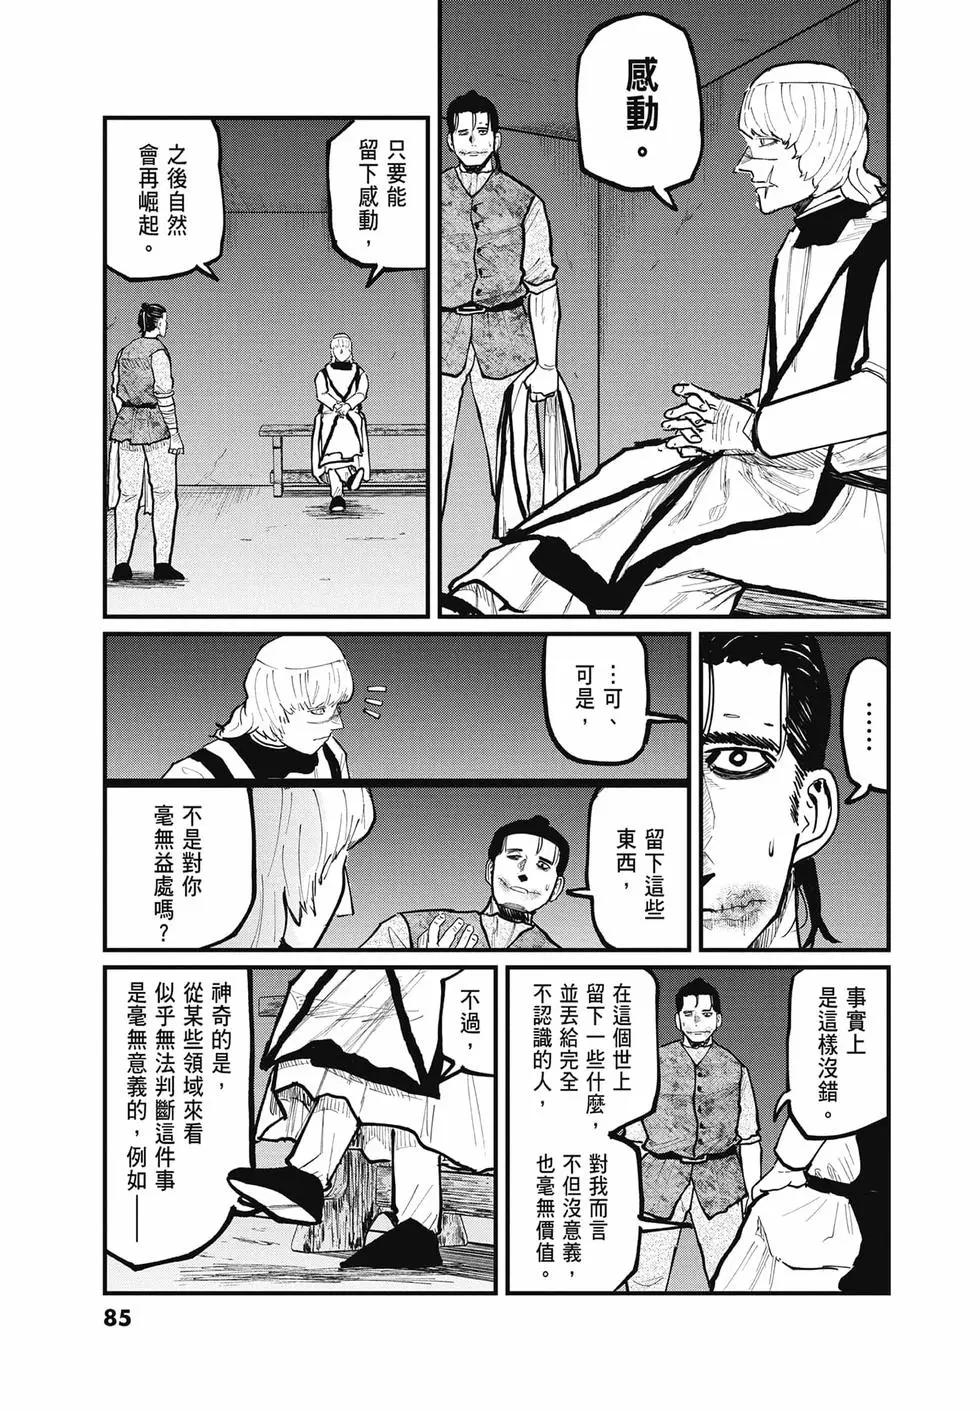 感動。
只要能
留下感動，
之後自然
會再崛起。
……
…可、
可是，
留下這些
東西，
不是對你
毫無益處嗎？
事實上
是這樣沒錯。
在這個世上
留下一些什麼，
並丟給完全
不認識的人，
對我而言
不但沒意義，
也毫無價值。
不過，
神奇的是，
從某些領域來看
似乎無法判斷這件事
是毫無意義的，例如──
85